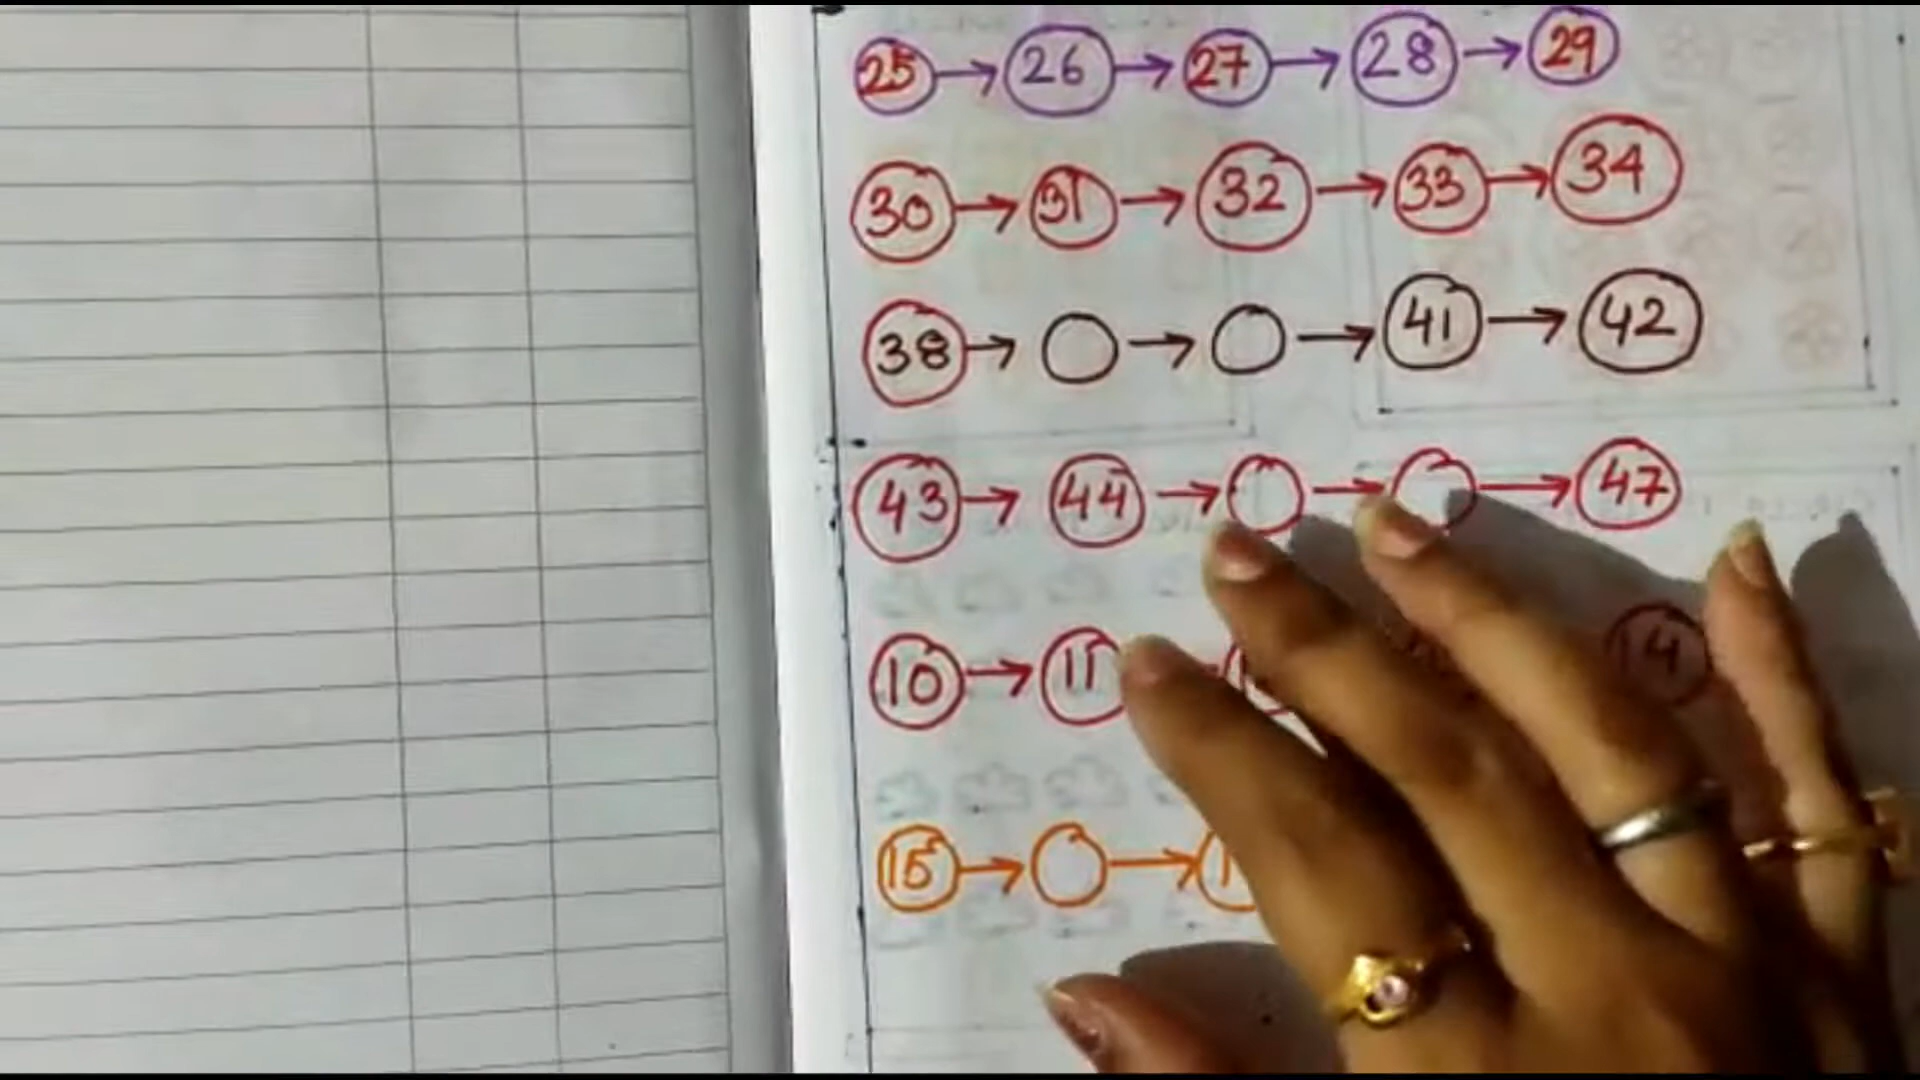 25 → 26 → 27 → 28 → 29
30 → 31 → 32 → 33 → 34
38 → ○ → ○ → 41 → 42
43 → 44 → ○ → ○ → 47
10 → 11 14
15 → ○ →